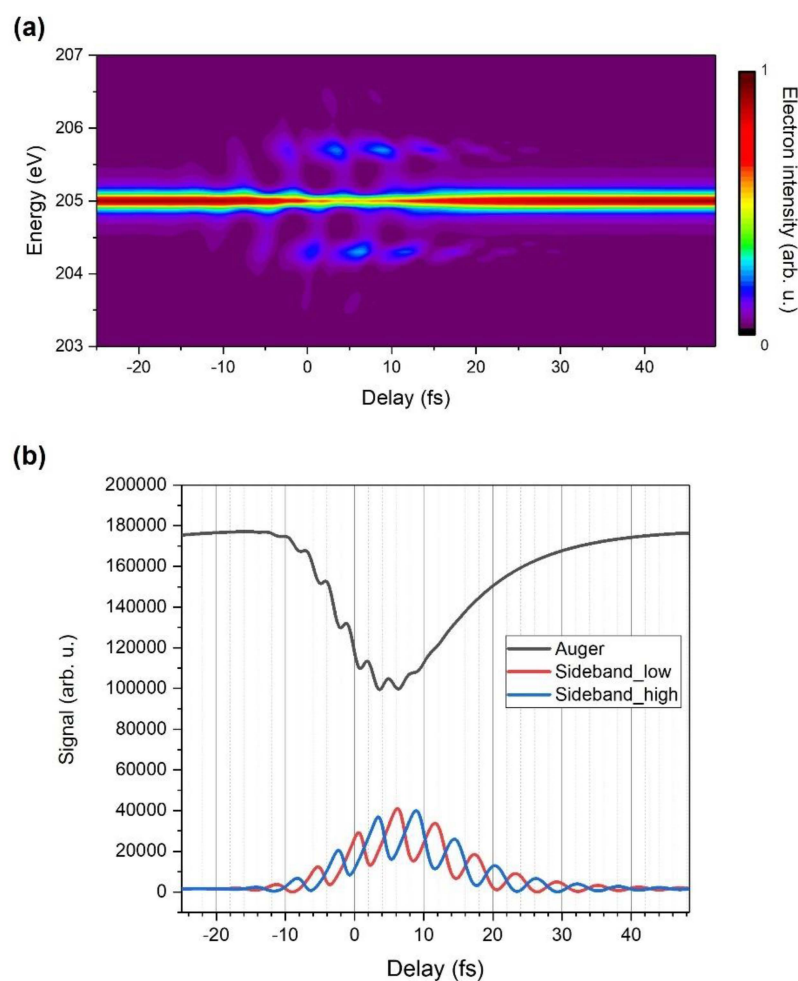 (a)
207
206
205
204
203
Energy (eV)
-20 -10 0 10 20 30 40
Delay (fs)
1
0
Electron intensity (arb. u.)
(b)
200000
180000
160000
140000
120000
100000
80000
60000
40000
20000
0
Signal (arb. u.)
Auger
Sideband_low
Sideband_high
-20 -10 0 10 20 30 40
Delay (fs)